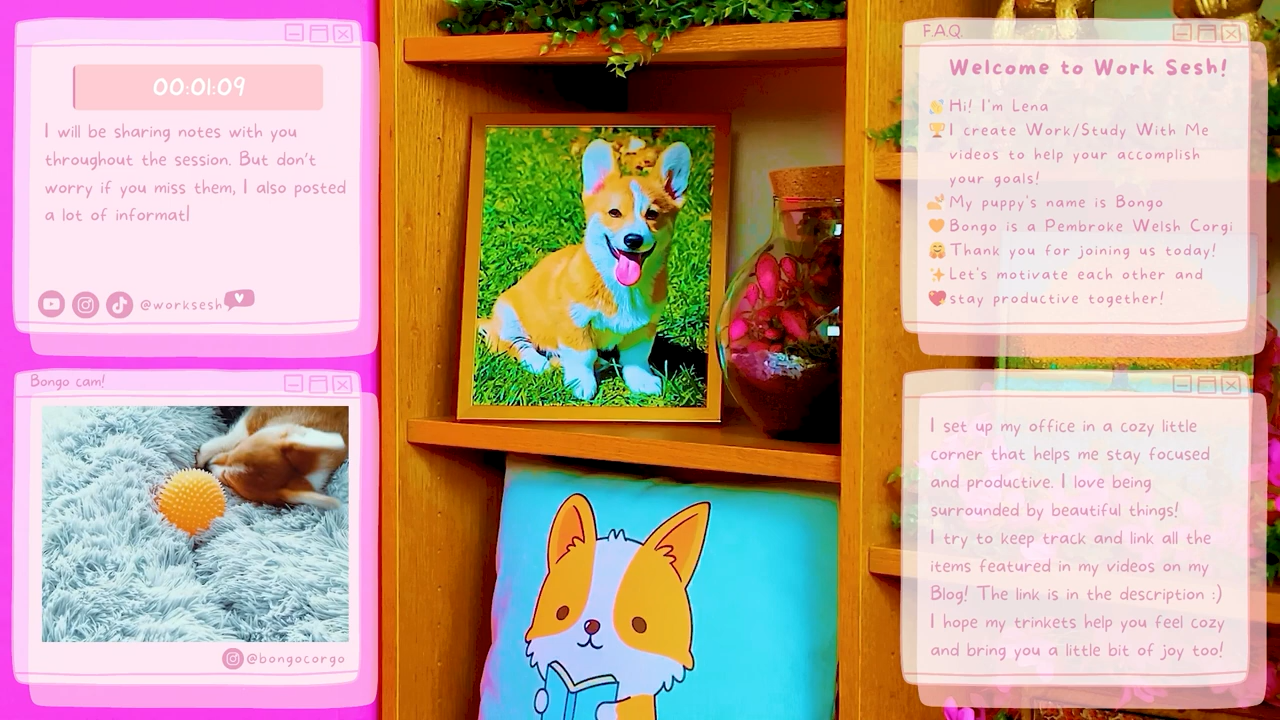 00:01:09
I will be sharing notes with you
throughout the session. But don't
worry if you miss them, I also posted
a lot of informatl
@worksesh
Bongo cam!
@bongocorgo
F.A.Q.
Welcome to Work Sesh!
Hi! I'm Lena
I create Work/Study With Me
videos to help your accomplish
your goals!
My puppy's name is Bongo
Bongo is a Pembroke Welsh Corgi
Thank you for joining us today!
Let's motivate each other and
stay productive together!
I set up my office in a cozy little
corner that helps me stay focused
and productive. I love being
surrounded by beautiful things!
I try to keep track and link all the
items featured in my videos on my
Blog! The link is in the description :)
I hope my trinkets help you feel cozy
and bring you a little bit of joy too!